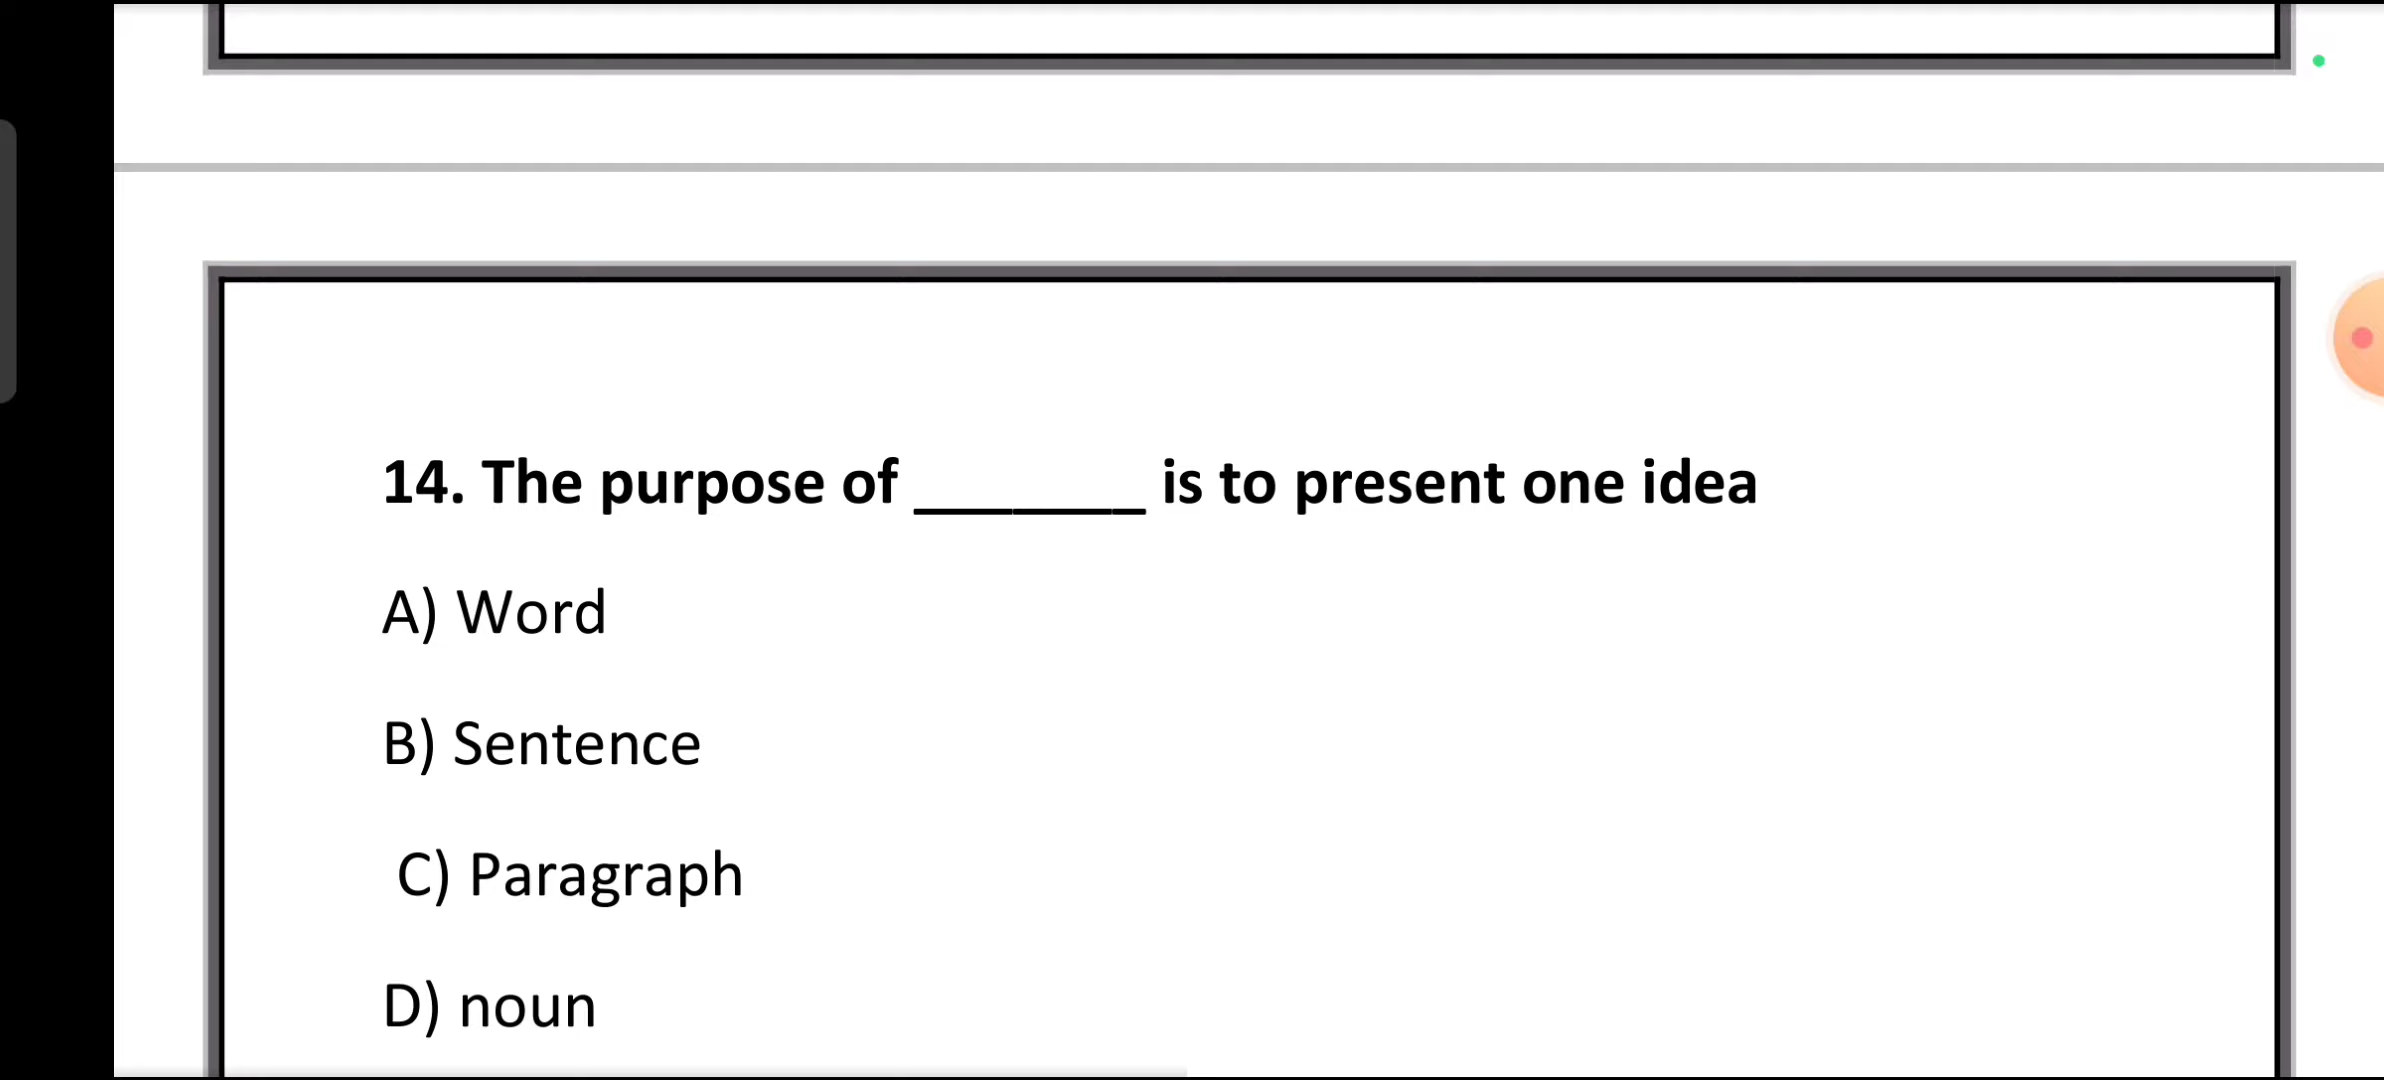 14. The purpose of _______ is to present one idea
A) Word
B) Sentence
C) Paragraph
D) noun